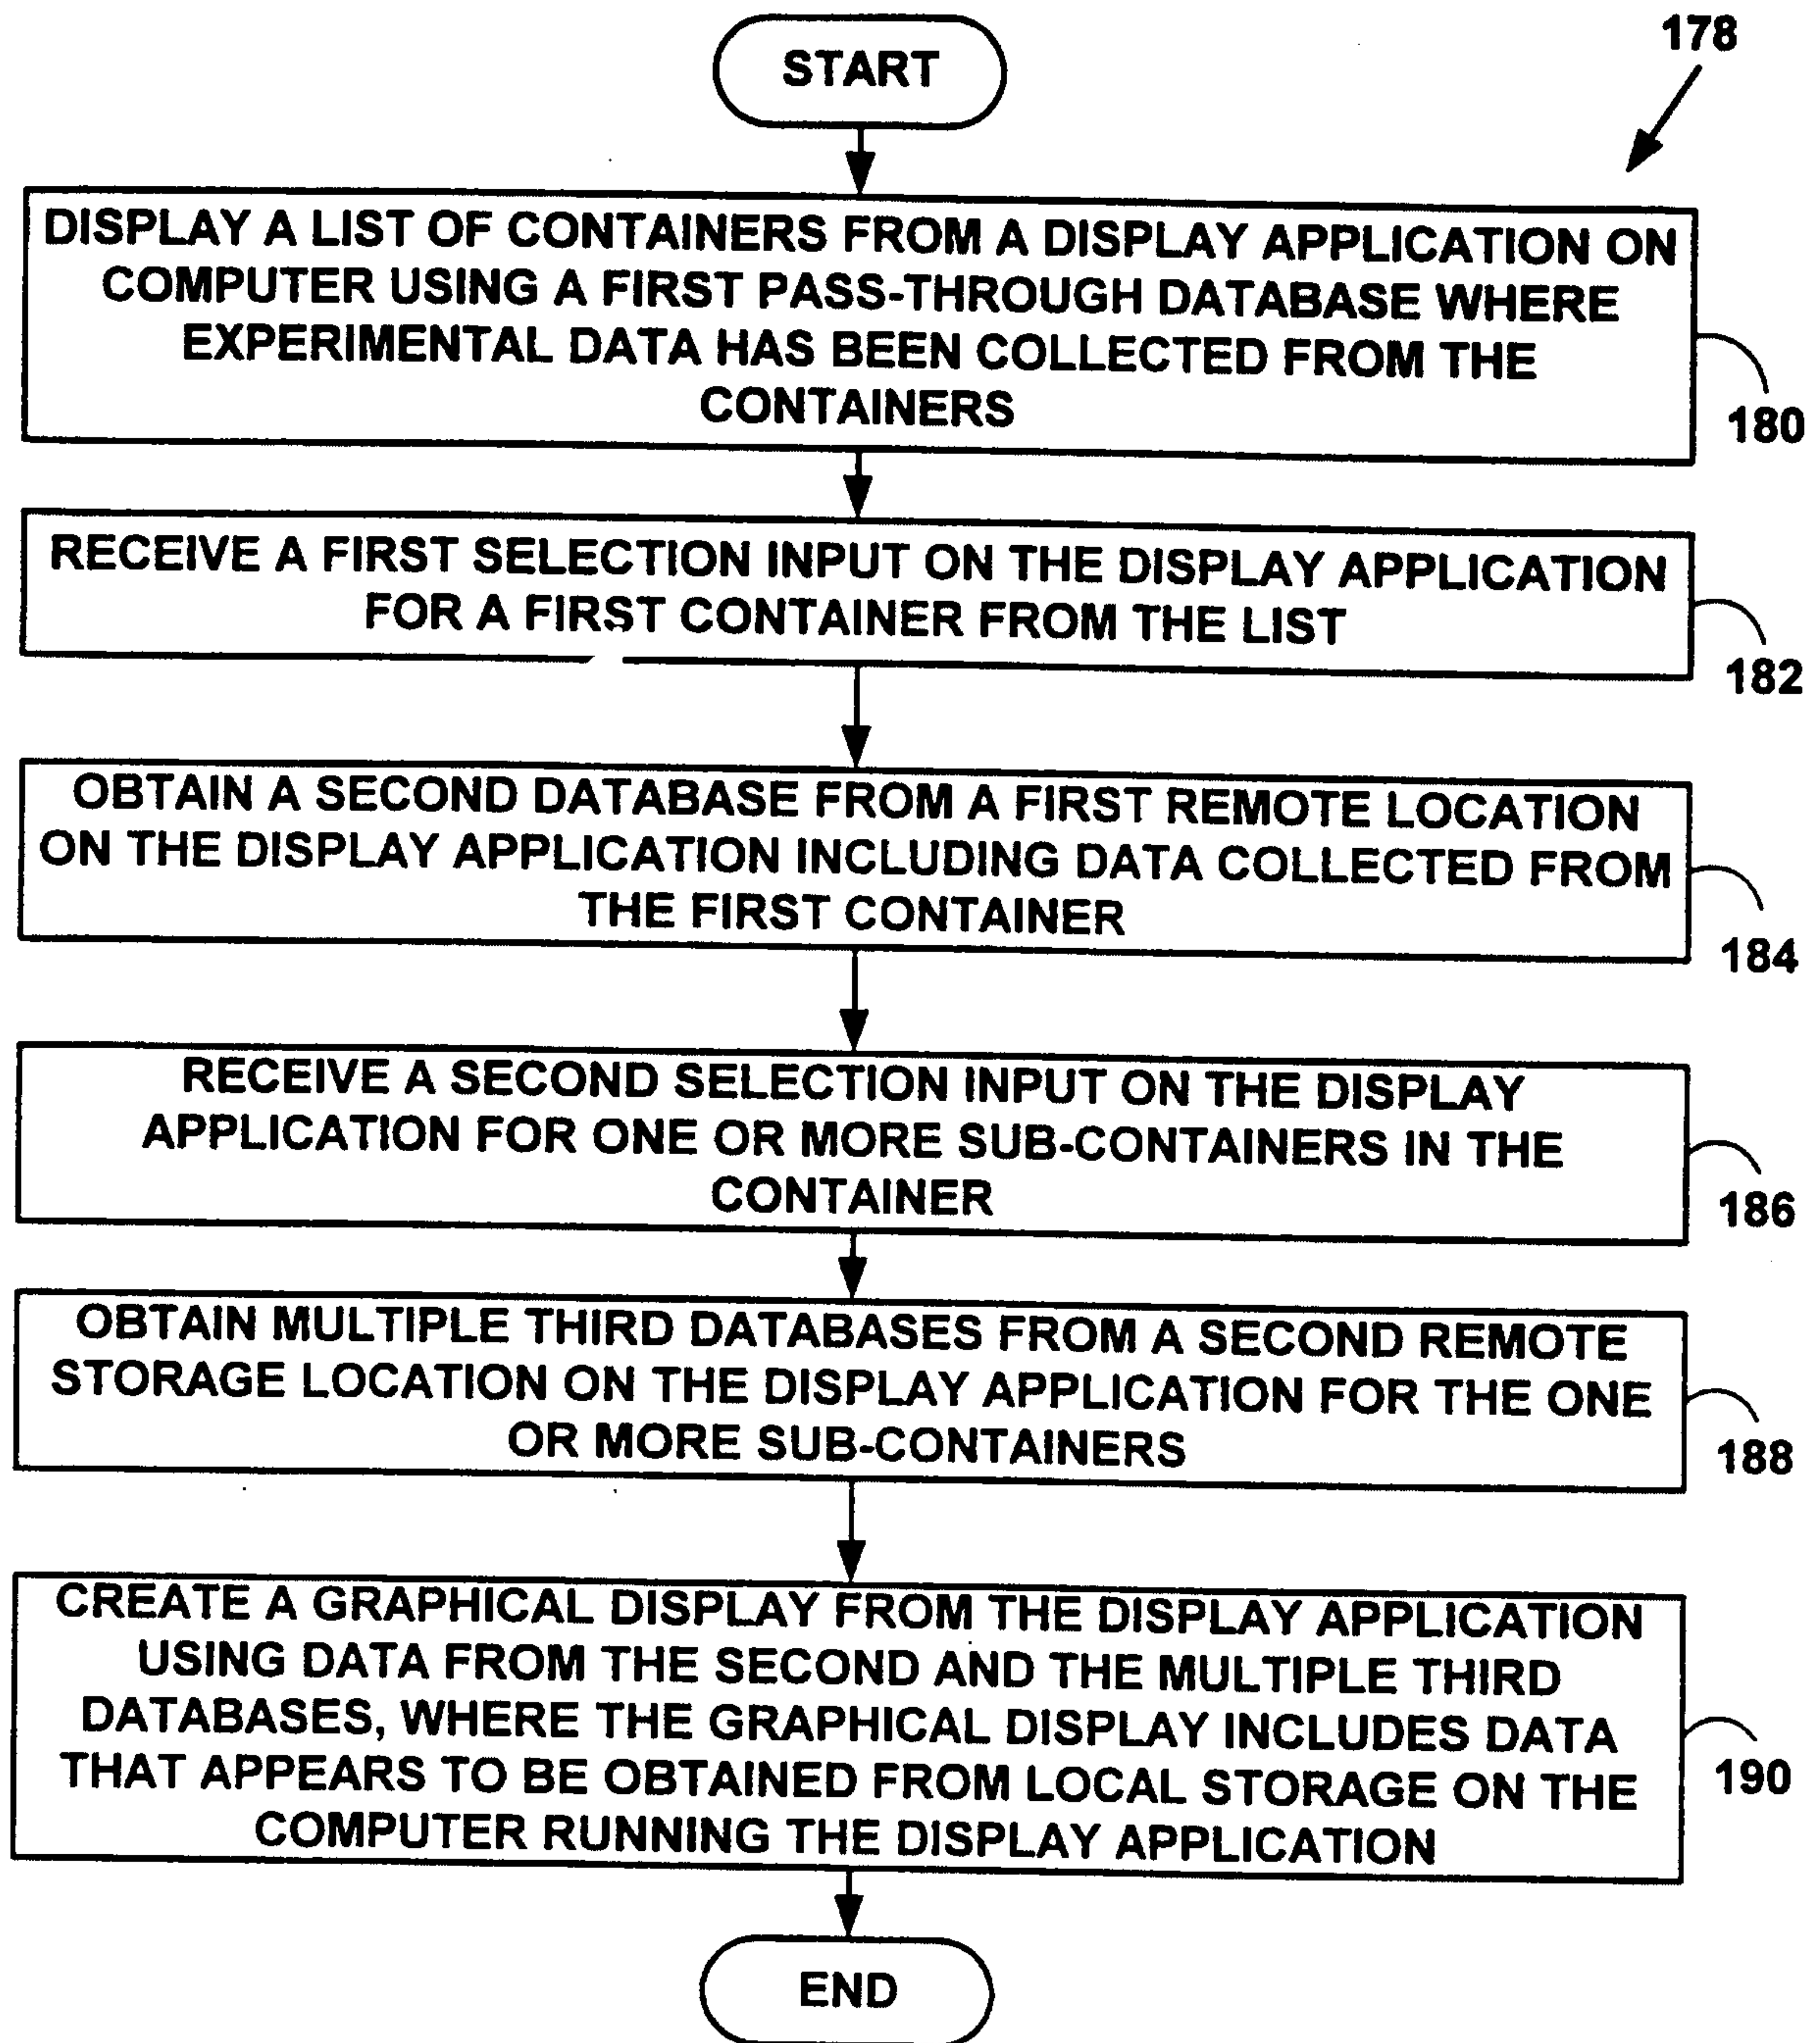 START
178
DISPLAY A LIST OF CONTAINERS FROM A DISPLAY APPLICATION ON
COMPUTER USING A FIRST PASS-THROUGH DATABASE WHERE
EXPERIMENTAL DATA HAS BEEN COLLECTED FROM THE
CONTAINERS
180
RECEIVE A FIRST SELECTION INPUT ON THE DISPLAY APPLICATION
FOR A FIRST CONTAINER FROM THE LIST
182
OBTAIN A SECOND DATABASE FROM A FIRST REMOTE LOCATION
ON THE DISPLAY APPLICATION INCLUDING DATA COLLECTED FROM
THE FIRST CONTAINER
184
RECEIVE A SECOND SELECTION INPUT ON THE DISPLAY
APPLICATION FOR ONE OR MORE SUB-CONTAINERS IN THE
CONTAINER
186
OBTAIN MULTIPLE THIRD DATABASES FROM A SECOND REMOTE
STORAGE LOCATION ON THE DISPLAY APPLICATION FOR THE ONE
OR MORE SUB-CONTAINERS
188
CREATE A GRAPHICAL DISPLAY FROM THE DISPLAY APPLICATION
USING DATA FROM THE SECOND AND THE MULTIPLE THIRD
DATABASES, WHERE THE GRAPHICAL DISPLAY INCLUDES DATA
THAT APPEARS TO BE OBTAINED FROM LOCAL STORAGE ON THE
COMPUTER RUNNING THE DISPLAY APPLICATION
190
END